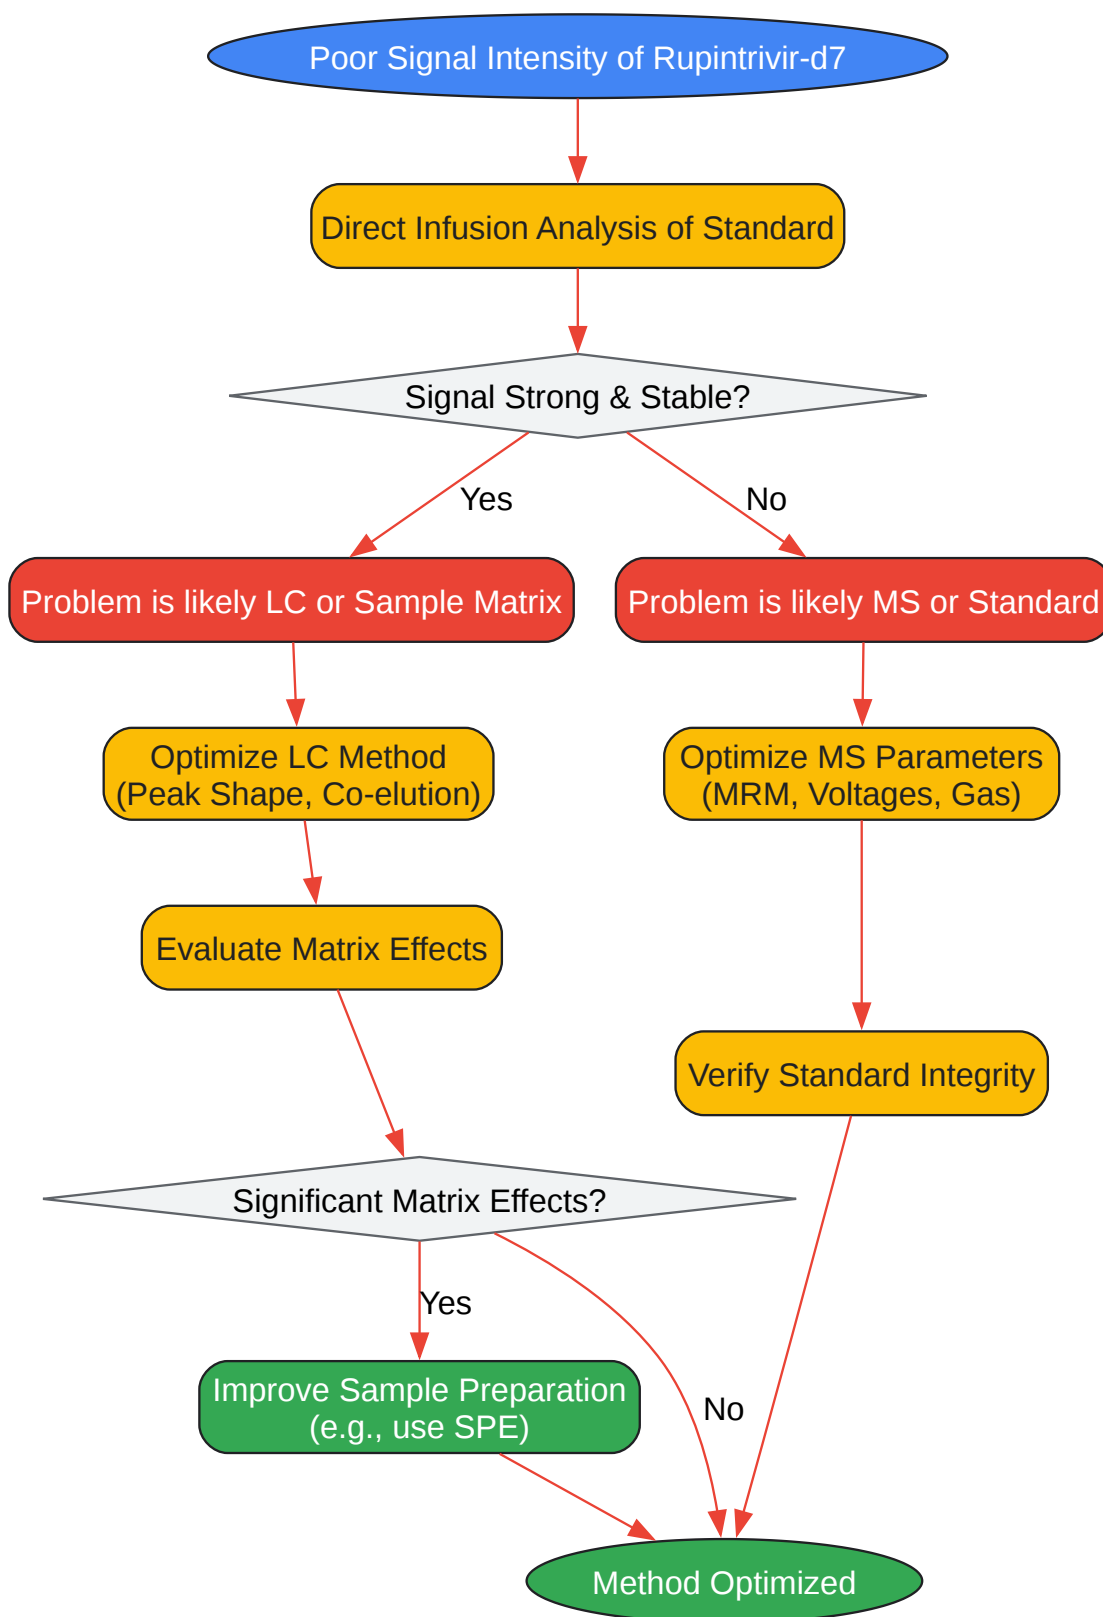 Poor Signal Intensity of Rupintrivir-d7
Direct Infusion Analysis of Standard
Signal Strong & Stable?
Yes
No
Problem is likely LC or Sample Matrix
Problem is likely MS or Standard
Optimize LC Method
(Peak Shape, Co-elution)
Optimize MS Parameters
(MRM, Voltages, Gas)
Evaluate Matrix Effects
Verify Standard Integrity
Significant Matrix Effects?
Yes
Improve Sample Preparation
(e.g., use SPE)
No
Method Optimized